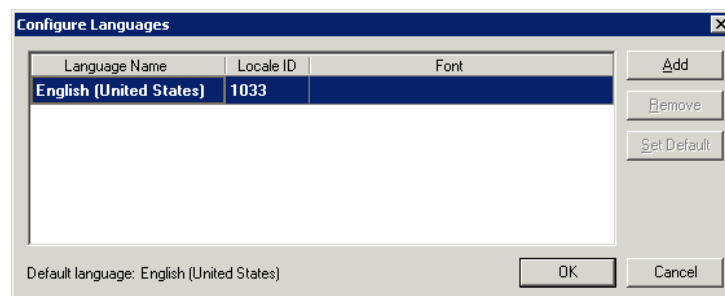 Configure Languages
Language Name Locale ID Font
English (United States) 1033
Add
Remove
Set Default
Default language: English (United States)
OK Cancel